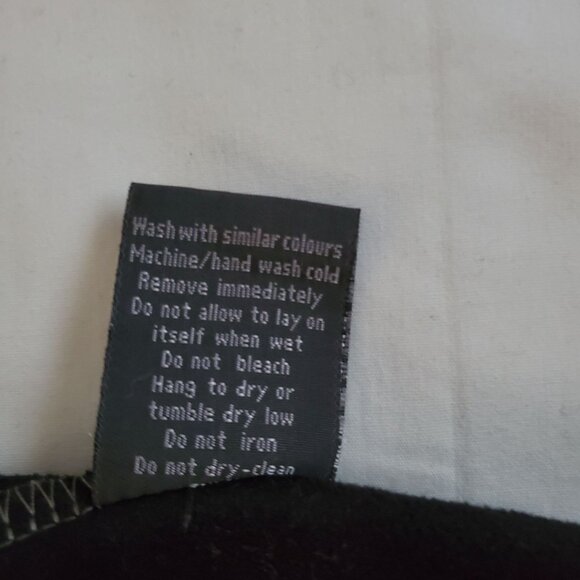 Wash with similar colours
Machine/hand wash cold
Remove immediately
Do not allow to lay on
itself when wet
Do not bleach
Hang to dry or
tumble dry low
Do not iron
Do not dry-clean